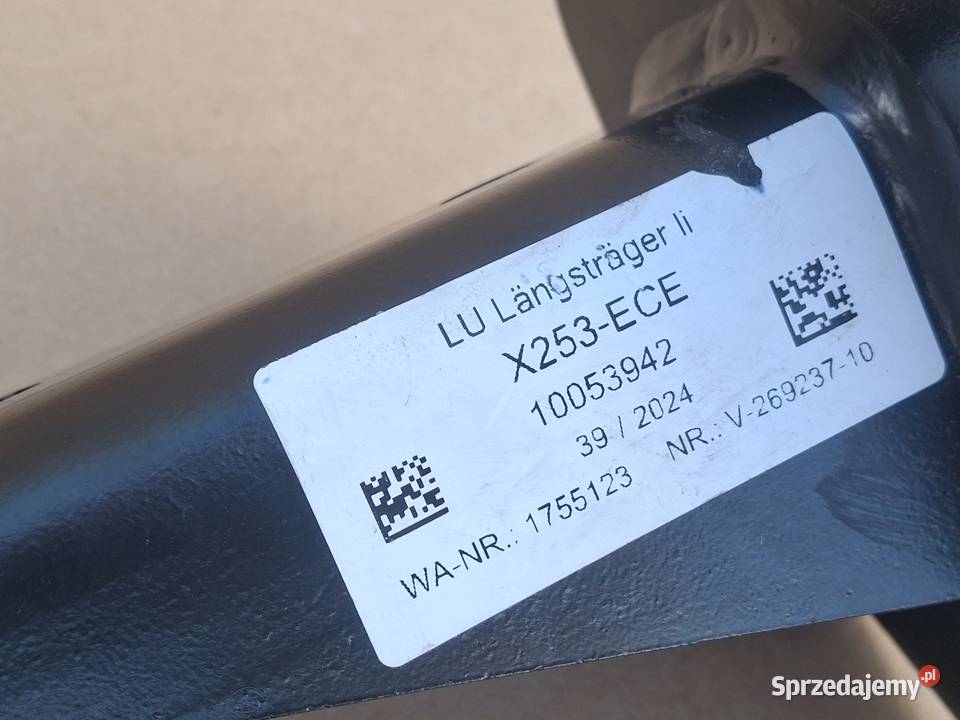 LU Längsträger li
X253-ECE
10053942
39 / 2024
WA-NR.: 1755123 NR.: V-269237-10
Sprzedajemy.pl